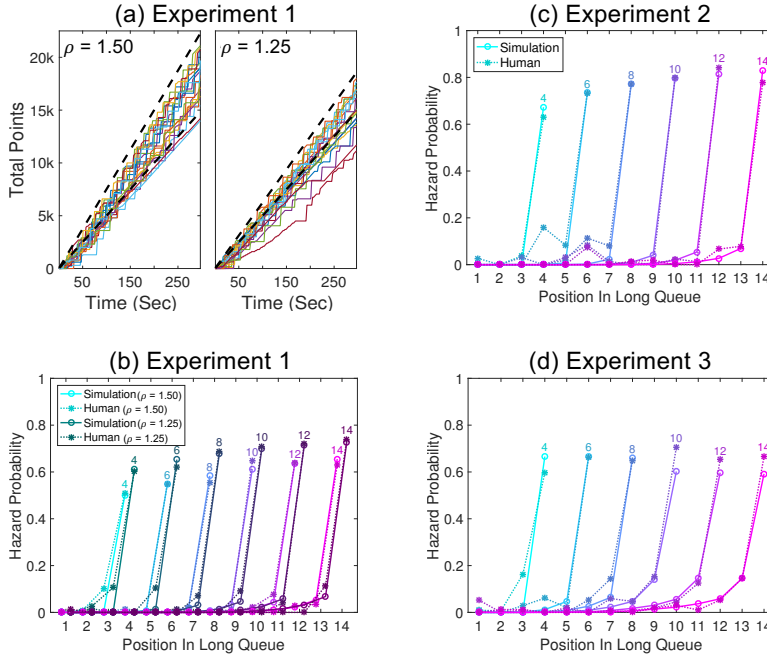 (a) Experiment 1
ρ = 1.50
ρ = 1.25
20k
15k
10k
5k
0
Total Points
50 150 250
50 150 250
Time (Sec)
Time (Sec)
(c) Experiment 2
Simulation
Human
1
0.8
0.6
0.4
0.2
0
Hazard Probability
4 6 8 10 12 14
1 2 3 4 5 6 7 8 9 10 11 12 13 14
Position In Long Queue
(b) Experiment 1
Simulation (ρ = 1.50)
Human (ρ = 1.50)
Simulation (ρ = 1.25)
Human (ρ = 1.25)
1
0.8
0.6
0.4
0.2
0
Hazard Probability
4 4 6 6 8 8 10 10 12 12 14 14
1 2 3 4 5 6 7 8 9 10 11 12 13 14
Position In Long Queue
(d) Experiment 3
1
0.8
0.6
0.4
0.2
0
Hazard Probability
4 6 8 10 12 14
1 2 3 4 5 6 7 8 9 10 11 12 13 14
Position In Long Queue